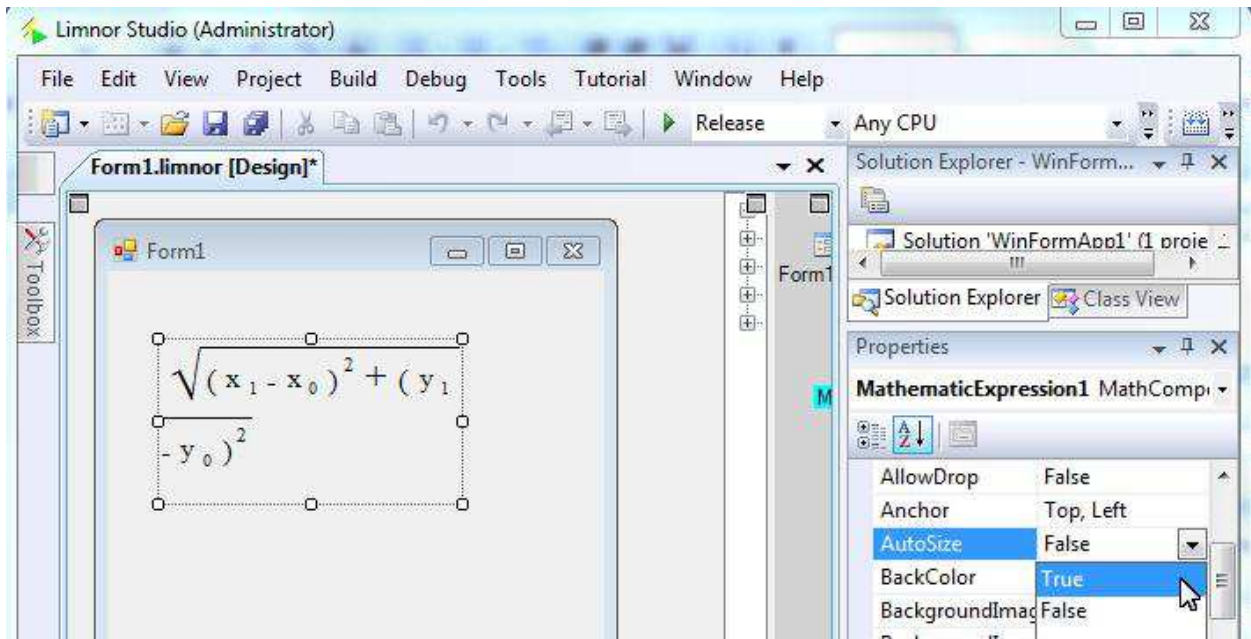 Limnor Studio (Administrator)
File Edit View Project Build Debug Tools Tutorial Window Help
Release Any CPU
Form1.limnor [Design]*
Solution Explorer - WinForm...
Toolbox
Form1
Form1
Solution 'WinFormApp1' (1 proje
Solution Explorer Class View
√(x₁ - x₀)² + (y₁
- y₀)²
Properties
M
MathematicExpression1 MathComp
AllowDrop False
Anchor Top, Left
AutoSize False
BackColor True
BackgroundImag False